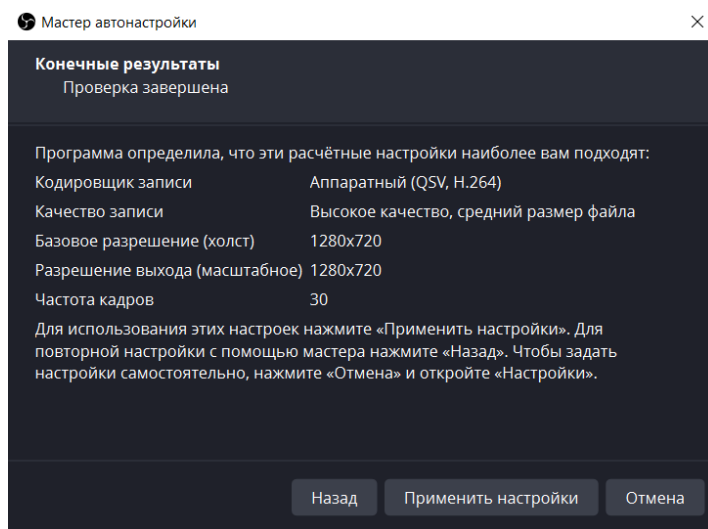 Мастер автонастройки
Конечные результаты
Проверка завершена
Программа определила, что эти расчётные настройки наиболее вам подходят:
Кодировщик записи Аппаратный (QSV, H.264)
Качество записи Высокое качество, средний размер файла
Базовое разрешение (холст) 1280x720
Разрешение выхода (масштабное) 1280x720
Частота кадров 30
Для использования этих настроек нажмите «Применить настройки». Для
повторной настройки с помощью мастера нажмите «Назад». Чтобы задать
настройки самостоятельно, нажмите «Отмена» и откройте «Настройки».
Назад Применить настройки Отмена